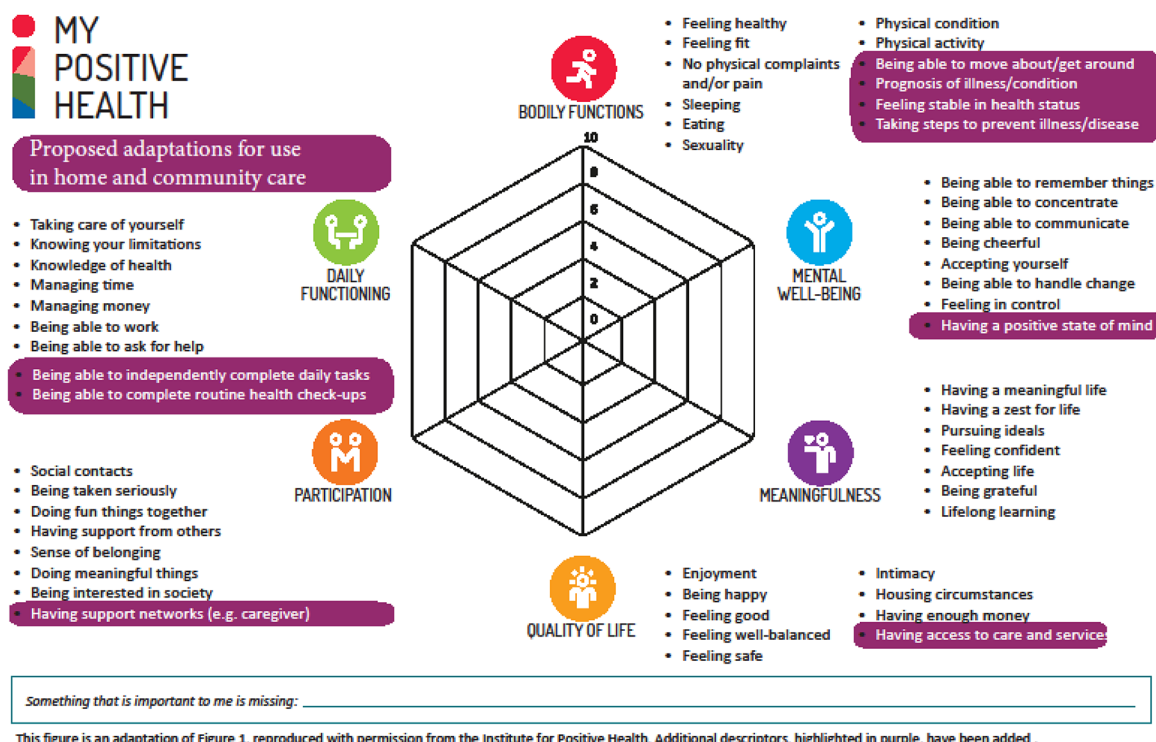 MY
POSITIVE
HEALTH
Proposed adaptations for use
in home and community care
BODILY FUNCTIONS
• Feeling healthy
• Feeling fit
• No physical complaints
and/or pain
• Sleeping
• Eating
• Sexuality
• Physical condition
• Physical activity
• Being able to move about/get around
• Prognosis of illness/condition
• Feeling stable in health status
• Taking steps to prevent illness/disease
10
8
6
4
2
0
MENTAL
WELL-BEING
• Being able to remember things
• Being able to concentrate
• Being able to communicate
• Being cheerful
• Accepting yourself
• Being able to handle change
• Feeling in control
• Having a positive state of mind
MEANINGFULNESS
• Having a meaningful life
• Having a zest for life
• Pursuing ideals
• Feeling confident
• Accepting life
• Being grateful
• Lifelong learning
QUALITY OF LIFE
• Enjoyment
• Being happy
• Feeling good
• Feeling well-balanced
• Feeling safe
• Intimacy
• Housing circumstances
• Having enough money
• Having access to care and services
PARTICIPATION
• Social contacts
• Being taken seriously
• Doing fun things together
• Having support from others
• Sense of belonging
• Doing meaningful things
• Being interested in society
• Having support networks (e.g. caregiver)
DAILY
FUNCTIONING
• Taking care of yourself
• Knowing your limitations
• Knowledge of health
• Managing time
• Managing money
• Being able to work
• Being able to ask for help
• Being able to independently complete daily tasks
• Being able to complete routine health check-ups
Something that is important to me is missing:
This figure is an adaptation of Figure 1, reproduced with permission from the Institute for Positive Health. Additional descriptors, highlighted in purple, have been added .